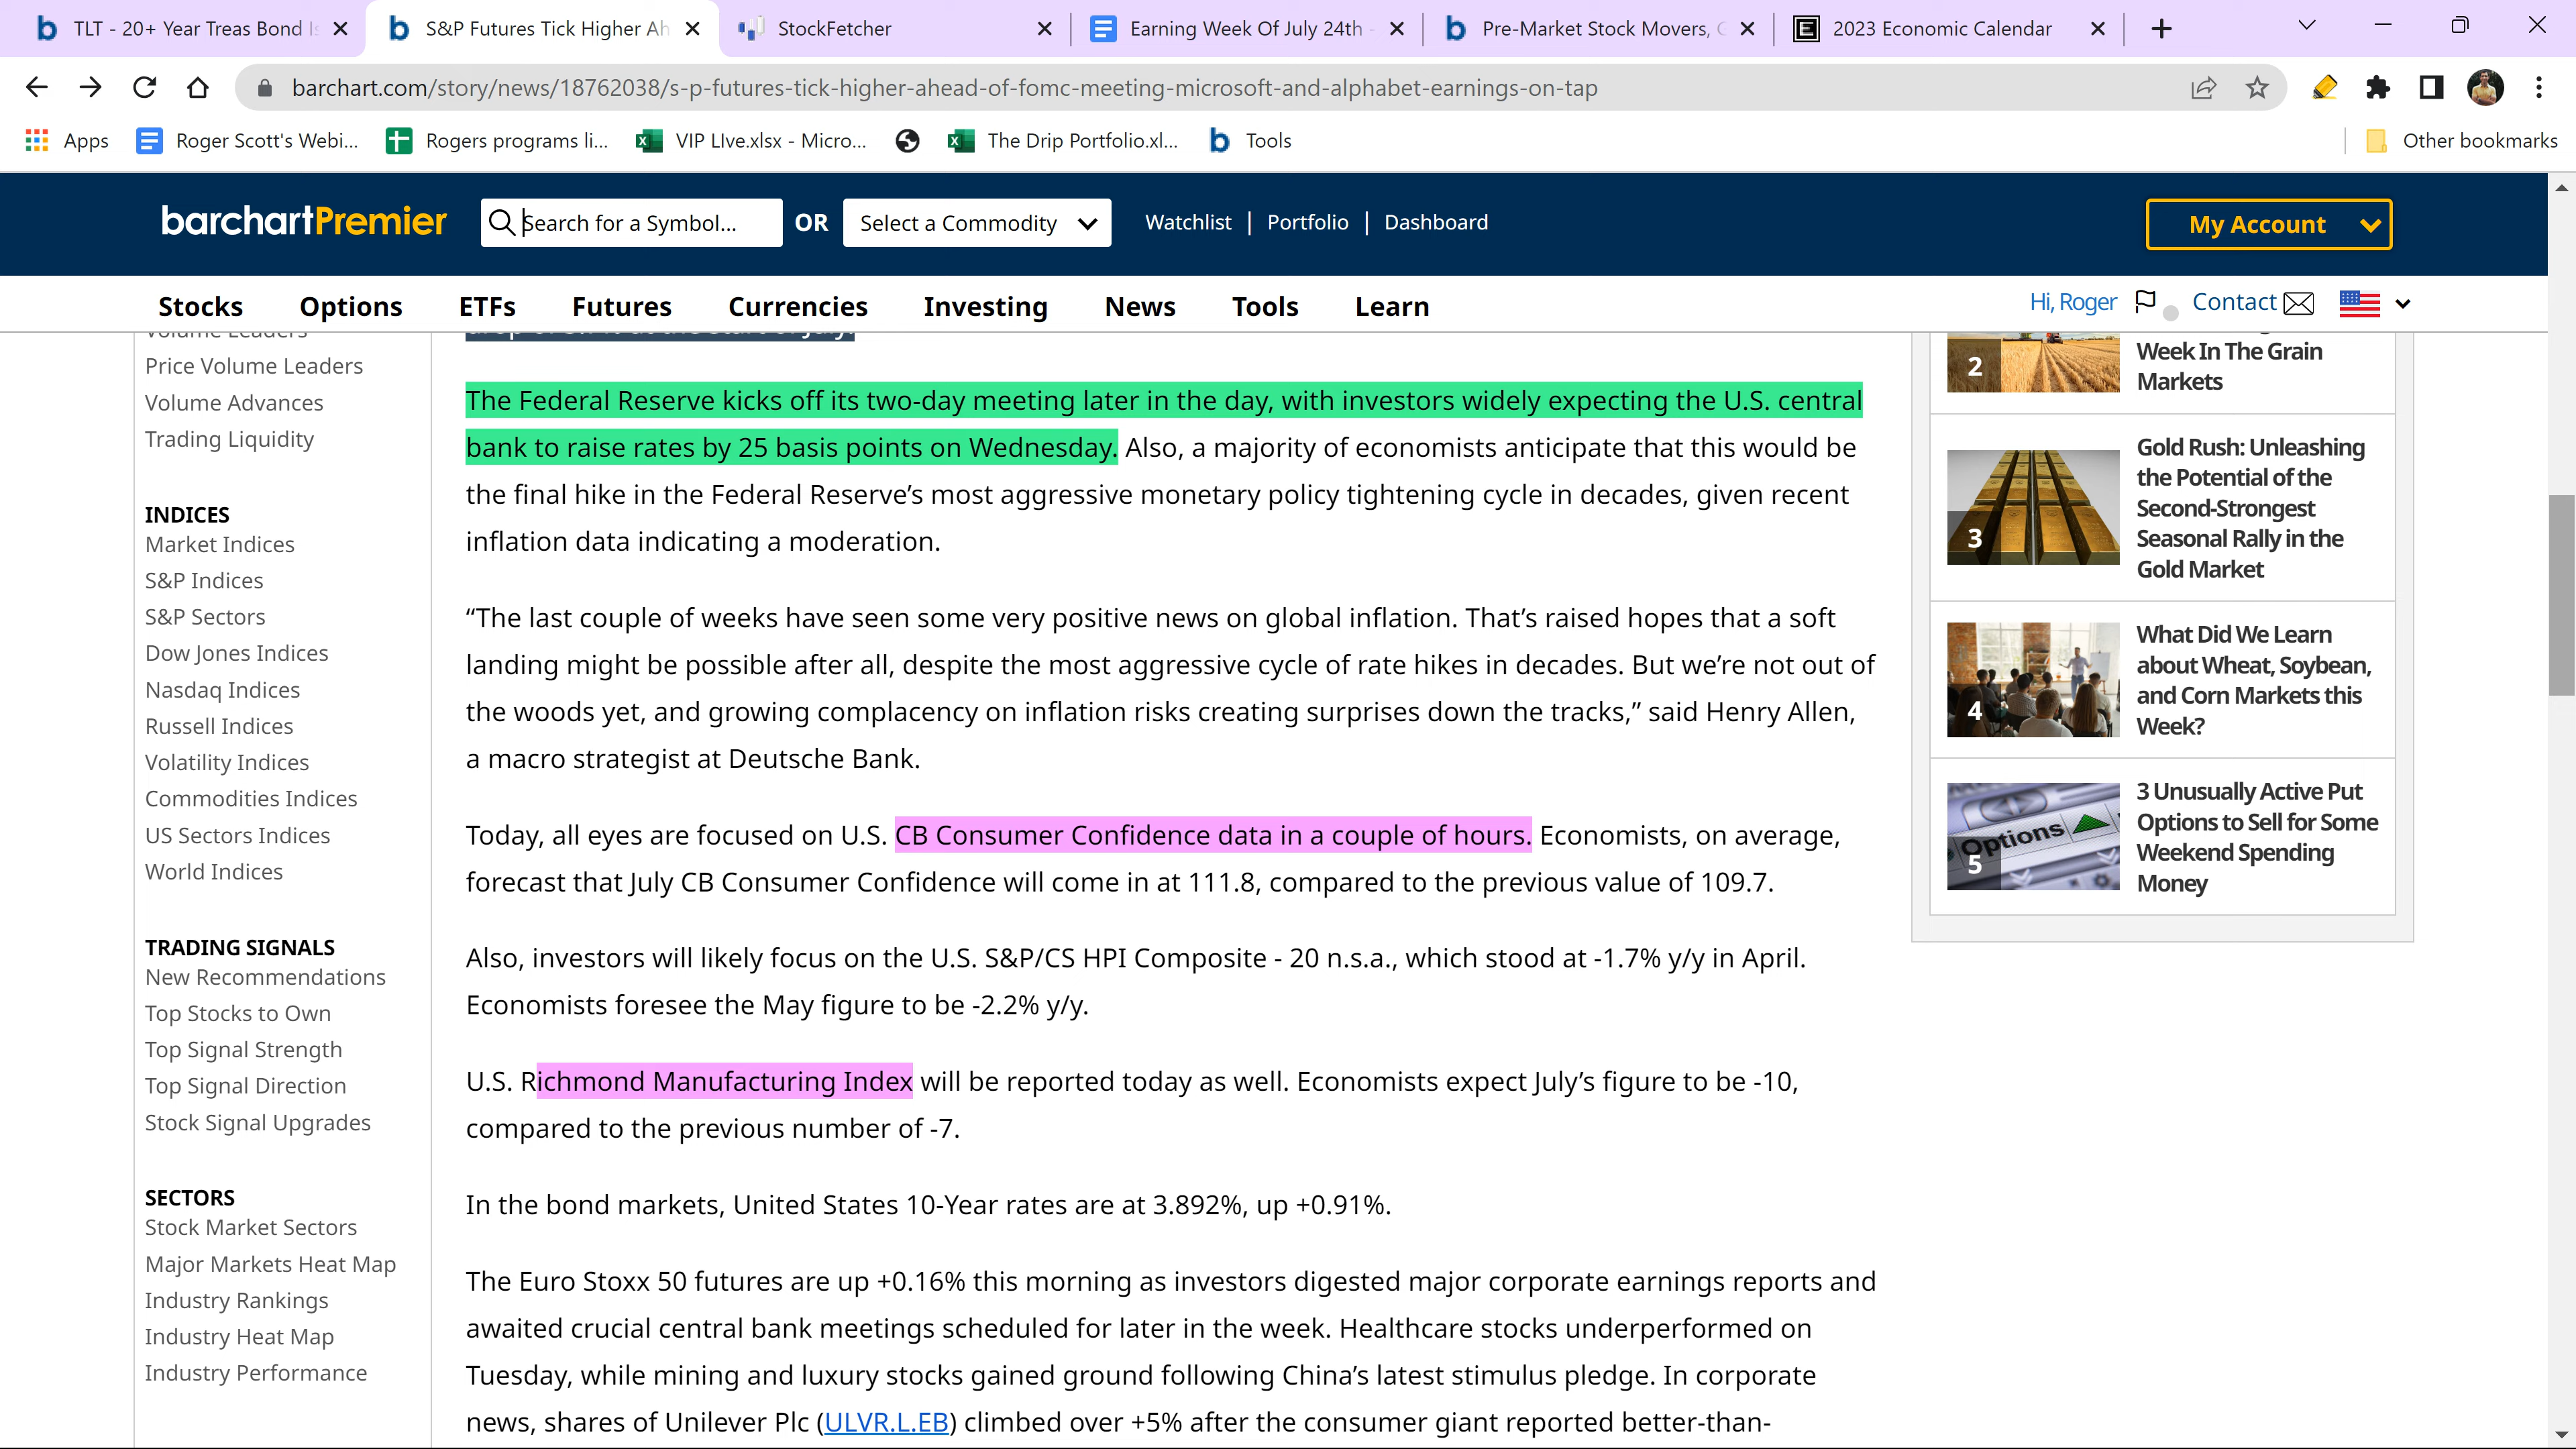 TLT - 20+ Year Treas Bond Is
S&P Futures Tick Higher Ah
StockFetcher
Earning Week Of July 24th -
Pre-Market Stock Movers, G
2023 Economic Calendar
barchart.com/story/news/18762038/s-p-futures-tick-higher-ahead-of-fomc-meeting-microsoft-and-alphabet-earnings-on-tap
Apps
Roger Scott's Webi...
Rogers programs li...
VIP LIve.xlsx - Micro...
The Drip Portfolio.xl...
Tools
Other bookmarks
barchartPremier
Search for a Symbol...
OR
Select a Commodity
Watchlist | Portfolio | Dashboard
My Account
Stocks Options ETFs Futures Currencies Investing News Tools Learn
Hi, Roger
Contact
Volume Leaders
Price Volume Leaders
Volume Advances
Trading Liquidity
INDICES
Market Indices
S&P Indices
S&P Sectors
Dow Jones Indices
Nasdaq Indices
Russell Indices
Volatility Indices
Commodities Indices
US Sectors Indices
World Indices
TRADING SIGNALS
New Recommendations
Top Stocks to Own
Top Signal Strength
Top Signal Direction
Stock Signal Upgrades
SECTORS
Stock Market Sectors
Major Markets Heat Map
Industry Rankings
Industry Heat Map
Industry Performance
The Federal Reserve kicks off its two-day meeting later in the day, with investors widely expecting the U.S. central
bank to raise rates by 25 basis points on Wednesday. Also, a majority of economists anticipate that this would be
the final hike in the Federal Reserve’s most aggressive monetary policy tightening cycle in decades, given recent
inflation data indicating a moderation.
“The last couple of weeks have seen some very positive news on global inflation. That’s raised hopes that a soft
landing might be possible after all, despite the most aggressive cycle of rate hikes in decades. But we’re not out of
the woods yet, and growing complacency on inflation risks creating surprises down the tracks,” said Henry Allen,
a macro strategist at Deutsche Bank.
Today, all eyes are focused on U.S. CB Consumer Confidence data in a couple of hours. Economists, on average,
forecast that July CB Consumer Confidence will come in at 111.8, compared to the previous value of 109.7.
Also, investors will likely focus on the U.S. S&P/CS HPI Composite - 20 n.s.a., which stood at -1.7% y/y in April.
Economists foresee the May figure to be -2.2% y/y.
U.S. Richmond Manufacturing Index will be reported today as well. Economists expect July’s figure to be -10,
compared to the previous number of -7.
In the bond markets, United States 10-Year rates are at 3.892%, up +0.91%.
The Euro Stoxx 50 futures are up +0.16% this morning as investors digested major corporate earnings reports and
awaited crucial central bank meetings scheduled for later in the week. Healthcare stocks underperformed on
Tuesday, while mining and luxury stocks gained ground following China’s latest stimulus pledge. In corporate
news, shares of Unilever Plc (ULVR.L.EB) climbed over +5% after the consumer giant reported better-than-
2
Week In The Grain
Markets
3
Gold Rush: Unleashing
the Potential of the
Second-Strongest
Seasonal Rally in the
Gold Market
4
What Did We Learn
about Wheat, Soybean,
and Corn Markets this
Week?
Options
5
3 Unusually Active Put
Options to Sell for Some
Weekend Spending
Money